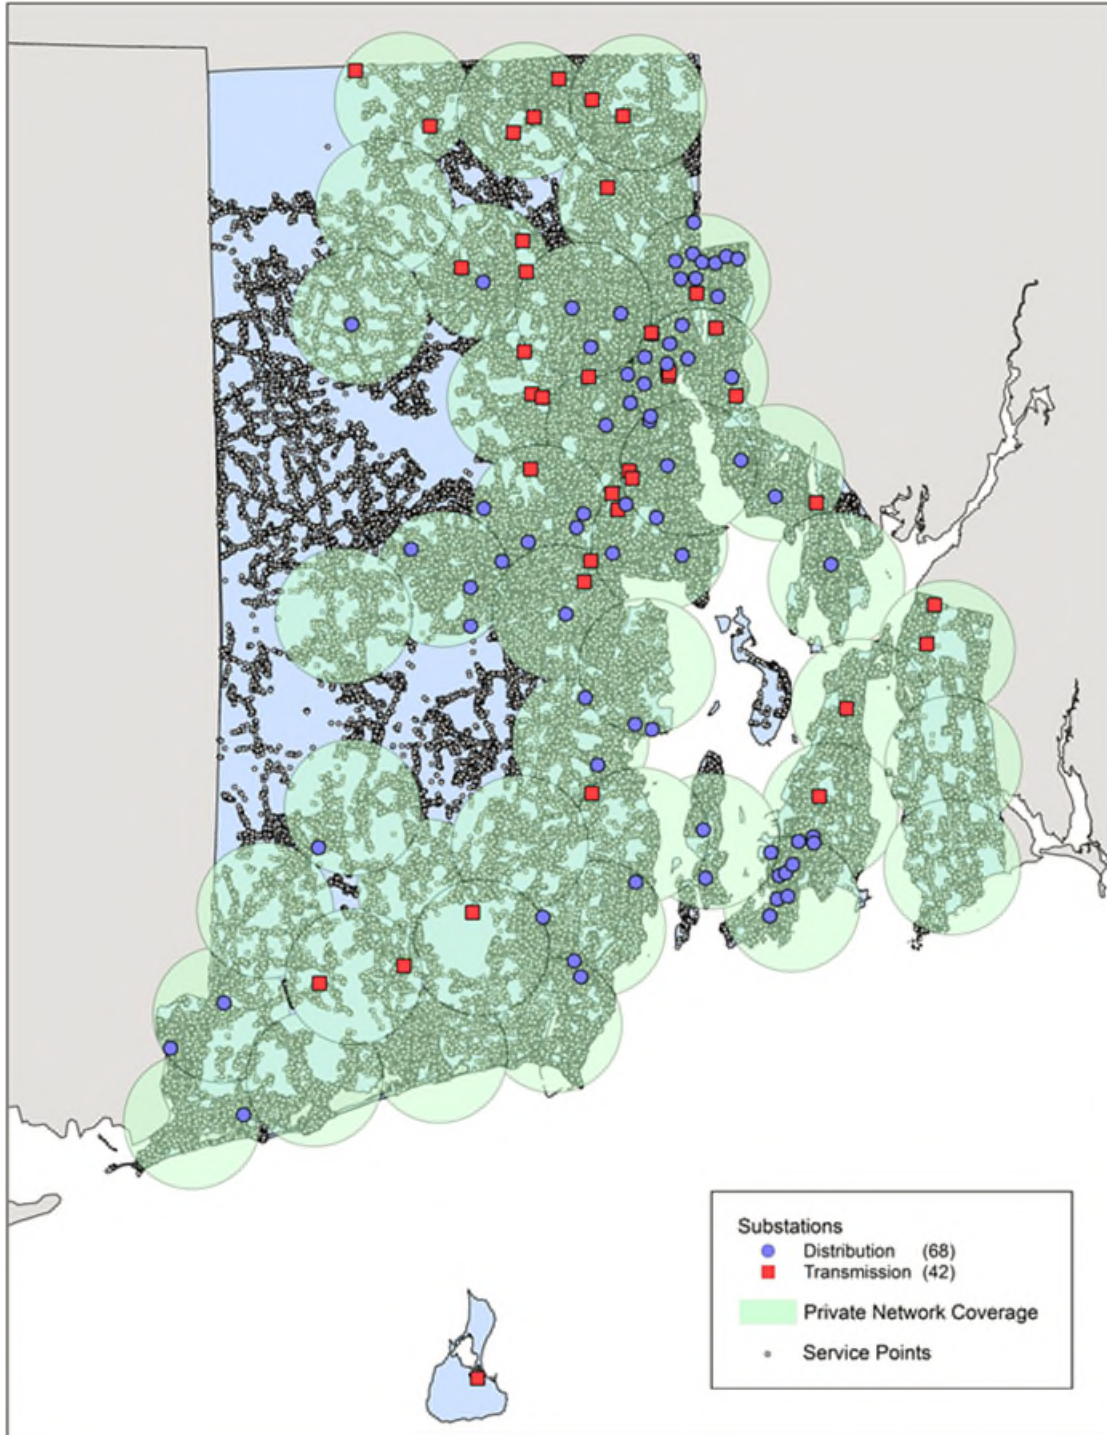 Substations
Distribution (68)
Transmission (42)
Private Network Coverage
Service Points